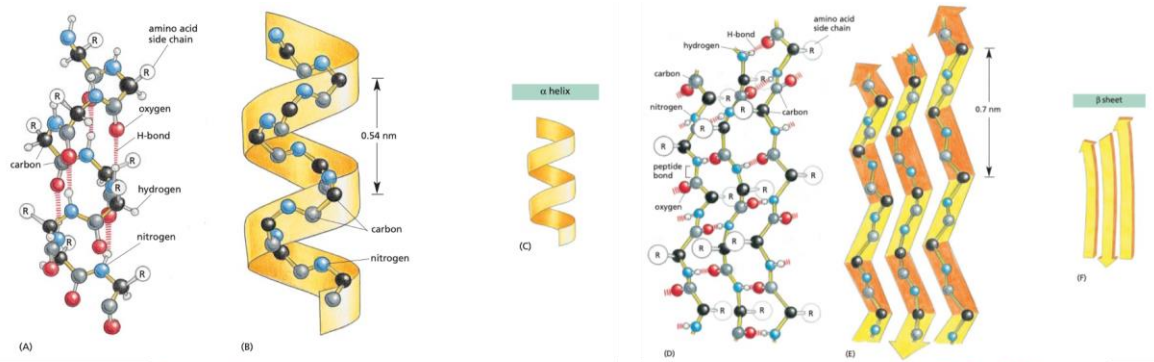 R
amino acid
side chain
R
R
oxygen
H-bond
carbon
R
R
hydrogen
R
nitrogen
R
R
(A)
0.54 nm
carbon
nitrogen
(B)
α helix
(C)
H-bond
amino acid
side chain
hydrogen
R
R
carbon
R
R
nitrogen
R
R
carbon
R
R
peptide
bond
R
R
oxygen
R
R
R
R
R
R
(D)
0.7 nm
(E)
β sheet
(F)